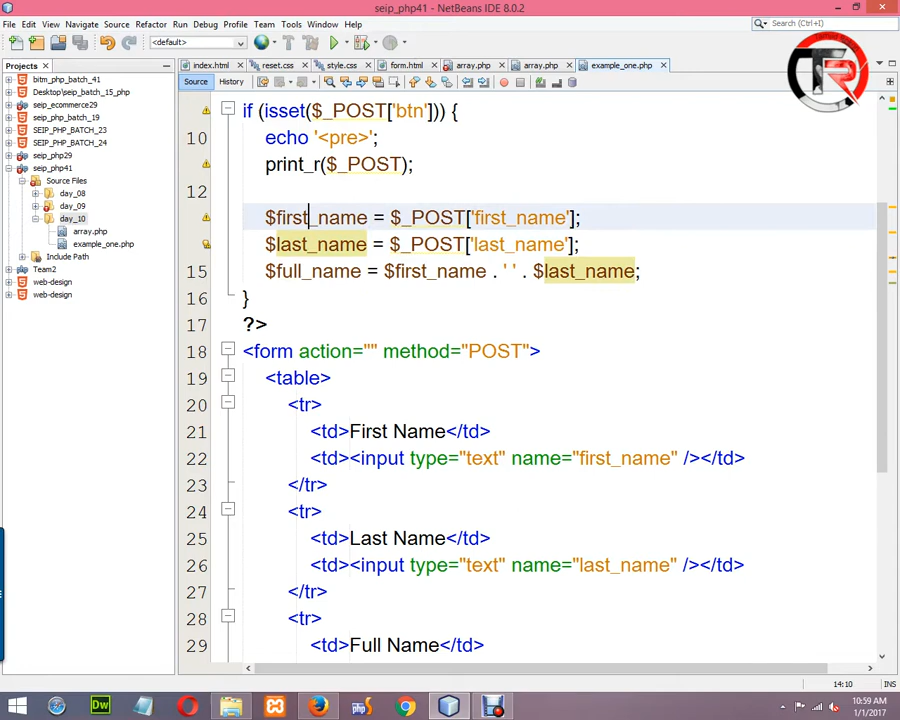 seip_php41 - NetBeans IDE 8.0.2
File Edit View Navigate Source Refactor Run Debug Profile Team Tools Window Help
Search (Ctrl+I)
<default>
Projects
index.html reset.css style.css form.html array.php array.php example_one.php
Source History
bitm_php_batch_41
Desktop\seip_batch_15_php
seip_ecommerce29
seip_php_batch_19
SEIP_PHP_BATCH_23
SEIP_PHP_BATCH_24
seip_php29
seip_php41
Source Files
day_08
day_09
day_10
array.php
example_one.php
Include Path
Team2
web-design
web-design
if (isset($_POST['btn'])) {
10 echo '<pre>';
print_r($_POST);
12
$first_name = $_POST['first_name'];
$last_name = $_POST['last_name'];
15 $full_name = $first_name . ' ' . $last_name;
16 }
17 ?>
18 <form action="" method="POST">
19 <table>
20 <tr>
21 <td>First Name</td>
22 <td><input type="text" name="first_name" /></td>
23 </tr>
24 <tr>
25 <td>Last Name</td>
26 <td><input type="text" name="last_name" /></td>
27 </tr>
28 <tr>
29 <td>Full Name</td>
14:10 INS
Dw
php
10:59 AM
1/1/2017